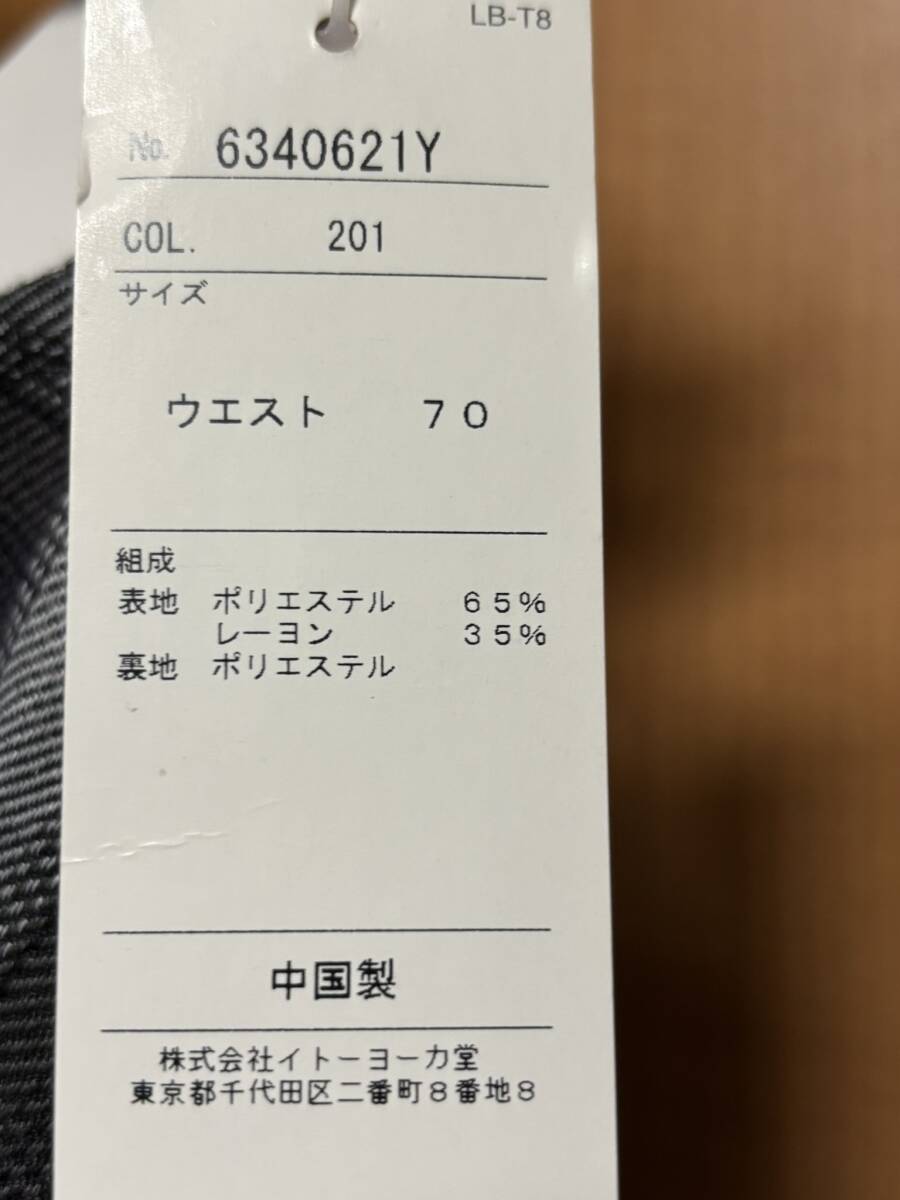 LB-T8
No. 6340621Y
COL. 201
サイズ
ウエスト ７０
組成
表地 ポリエステル ６５%
レーヨン ３５%
裏地 ポリエステル
中国製
株式会社イトーヨーカ堂
東京都千代田区二番町８番地８